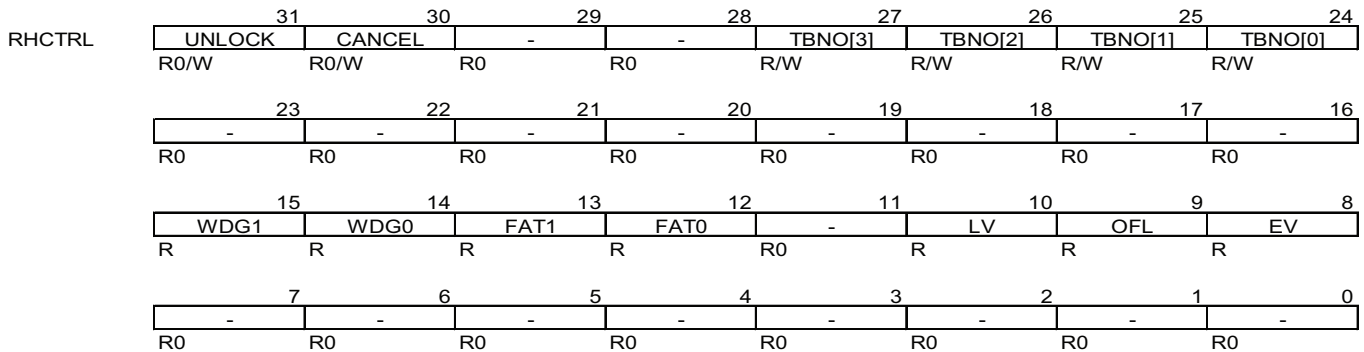 31 30 29 28 27 26 25 24
RHCTRL UNLOCK CANCEL - - TBNO[3] TBNO[2] TBNO[1] TBNO[0]
R0/W R0/W R0 R0 R/W R/W R/W R/W
23 22 21 20 19 18 17 16
- - - - - - - -
R0 R0 R0 R0 R0 R0 R0 R0
15 14 13 12 11 10 9 8
WDG1 WDG0 FAT1 FAT0 - LV OFL EV
R R R R R0 R R R
7 6 5 4 3 2 1 0
- - - - - - - -
R0 R0 R0 R0 R0 R0 R0 R0